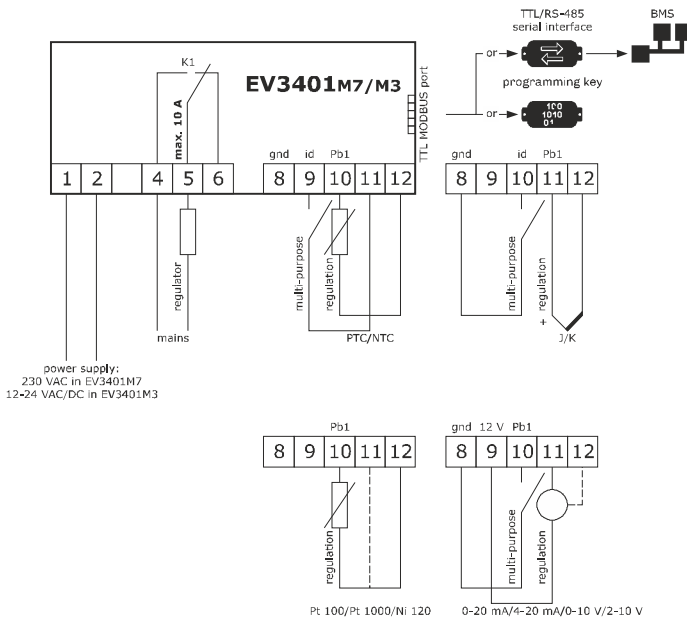 TTL/RS-485
serial interface
BMS
K1
EV3401M7/M3
or
programming key
or
100
1010
01
max. 10 A
TTL MODBUS port
gnd id Pb1
gnd id Pb1
1 2 4 5 6 8 9 10 11 12
8 9 10 11 12
regulator
multi-purpose
regulation
multi-purpose
regulation
+
mains
PTC/NTC
J/K
power supply:
230 VAC in EV3401M7
12-24 VAC/DC in EV3401M3
Pb1
gnd 12 V Pb1
8 9 10 11 12
8 9 10 11 12
regulation
multi-purpose
regulation
Pt 100/Pt 1000/Ni 120
0-20 mA/4-20 mA/0-10 V/2-10 V